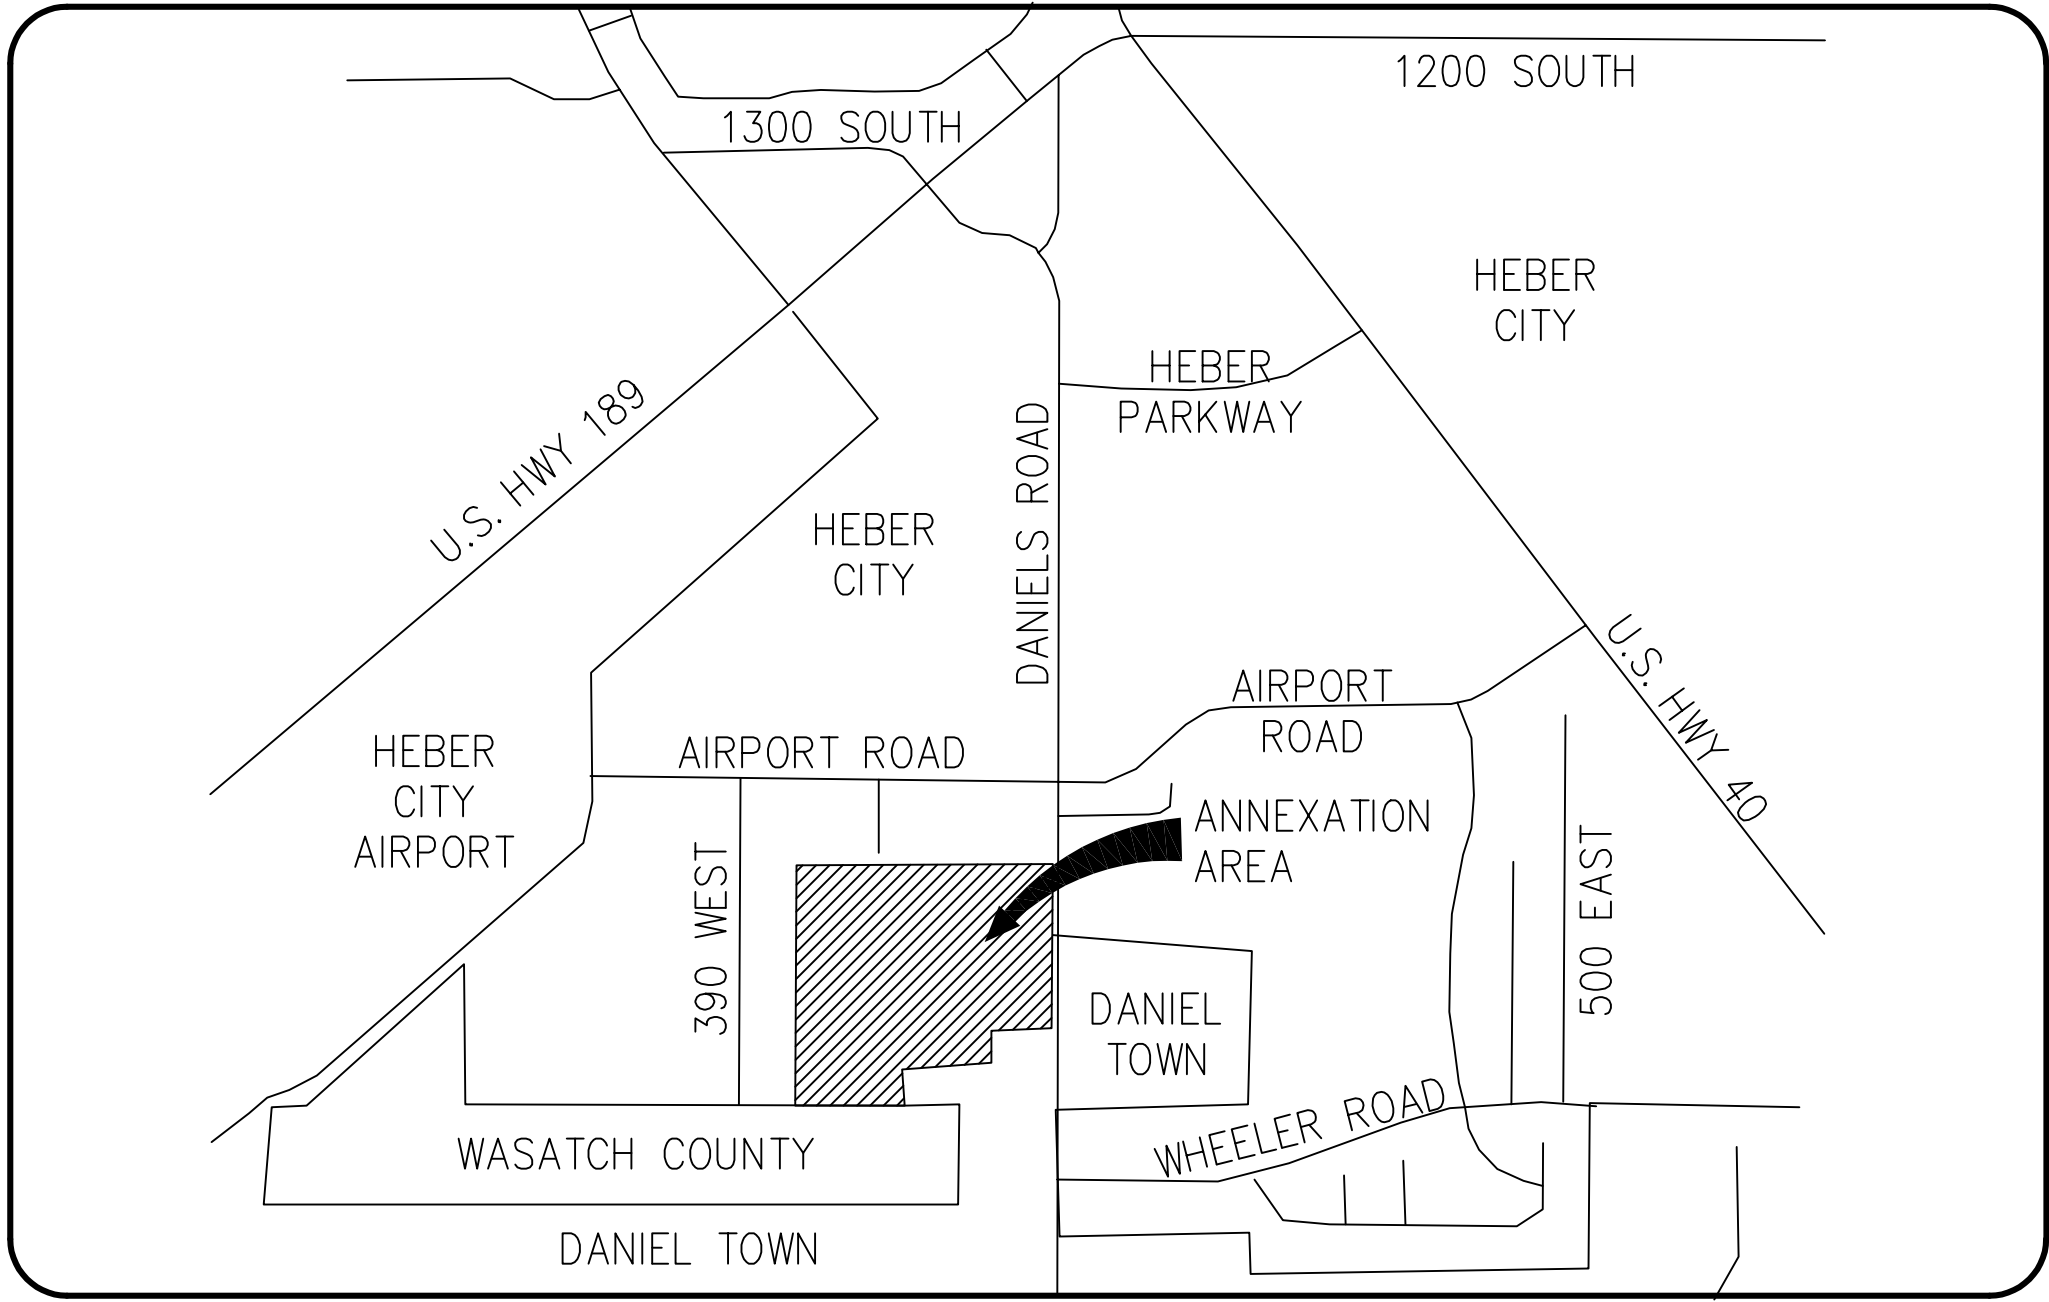 1200 SOUTH
1300 SOUTH
HEBER
CITY
HEBER
PARKWAY
U.S. HWY 189
DANIELS ROAD
HEBER
CITY
U.S. HWY 40
AIRPORT
ROAD
HEBER
CITY
AIRPORT
AIRPORT ROAD
ANNEXATION
AREA
390 WEST
500 EAST
DANIEL
TOWN
WHEELER ROAD
WASATCH COUNTY
DANIEL TOWN